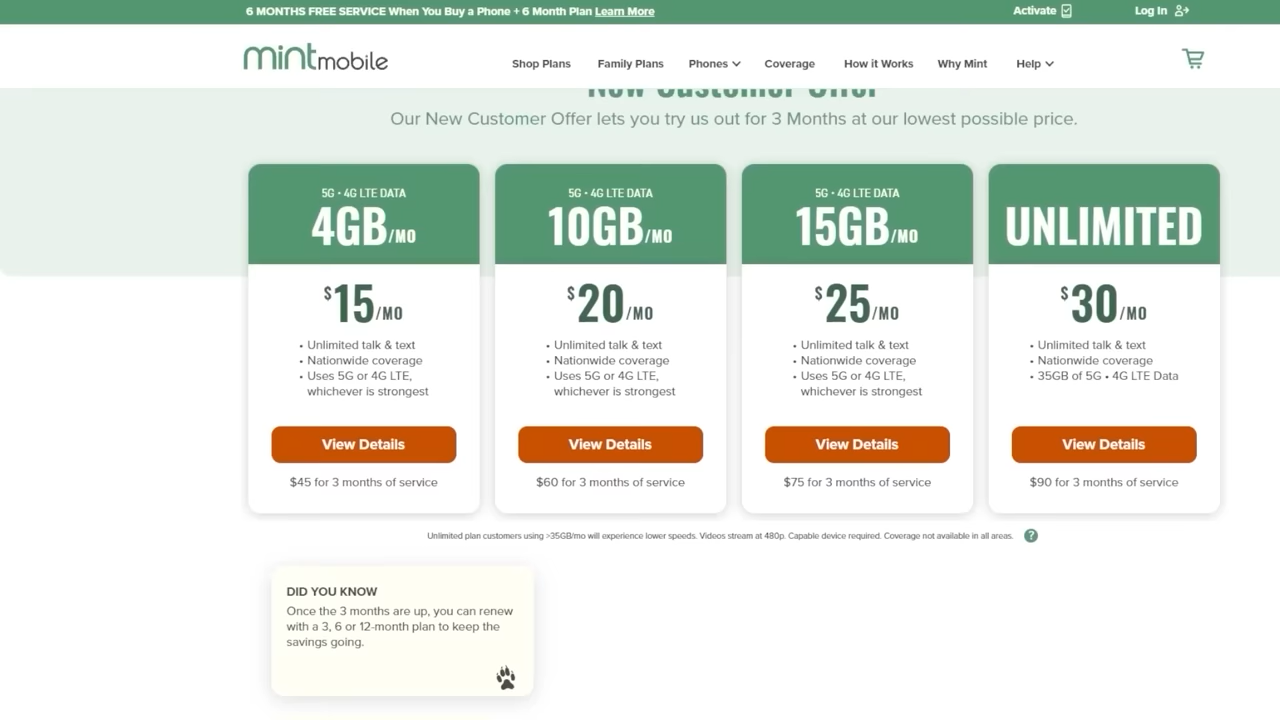 6 MONTHS FREE SERVICE When You Buy a Phone + 6 Month Plan Learn More
Activate
Log In
mintmobile
Shop Plans
Family Plans
Phones
Coverage
How it Works
Why Mint
Help
New Customer Offer
Our New Customer Offer lets you try us out for 3 Months at our lowest possible price.
5G • 4G LTE DATA
4GB/MO
$15/MO
• Unlimited talk & text
• Nationwide coverage
• Uses 5G or 4G LTE,
whichever is strongest
View Details
$45 for 3 months of service
5G • 4G LTE DATA
10GB/MO
$20/MO
• Unlimited talk & text
• Nationwide coverage
• Uses 5G or 4G LTE,
whichever is strongest
View Details
$60 for 3 months of service
5G • 4G LTE DATA
15GB/MO
$25/MO
• Unlimited talk & text
• Nationwide coverage
• Uses 5G or 4G LTE,
whichever is strongest
View Details
$75 for 3 months of service
UNLIMITED
$30/MO
• Unlimited talk & text
• Nationwide coverage
• 35GB of 5G • 4G LTE Data
View Details
$90 for 3 months of service
Unlimited plan customers using >35GB/mo will experience lower speeds. Videos stream at 480p. Capable device required. Coverage not available in all areas.
?
DID YOU KNOW
Once the 3 months are up, you can renew
with a 3, 6 or 12-month plan to keep the
savings going.